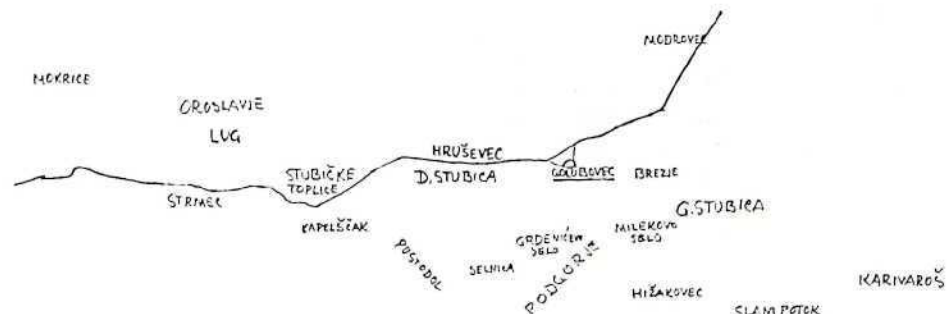 MODROVEC
MOKRICE
OROSLAVJE
LUG
HRUŠEVEC
STUBIČKE
TOPLICE
D. STUBICA
GOLUBOVEC
BREZJE
STRMEC
G. STUBICA
KAPELŠČAK
MILEKOVO
SELO
GRDENIĆEVO
SELO
PUSTODOL
SELNICA
PODGORJE
KARIVAROŠ
HIŽAKOVEC
SLAM POTOK